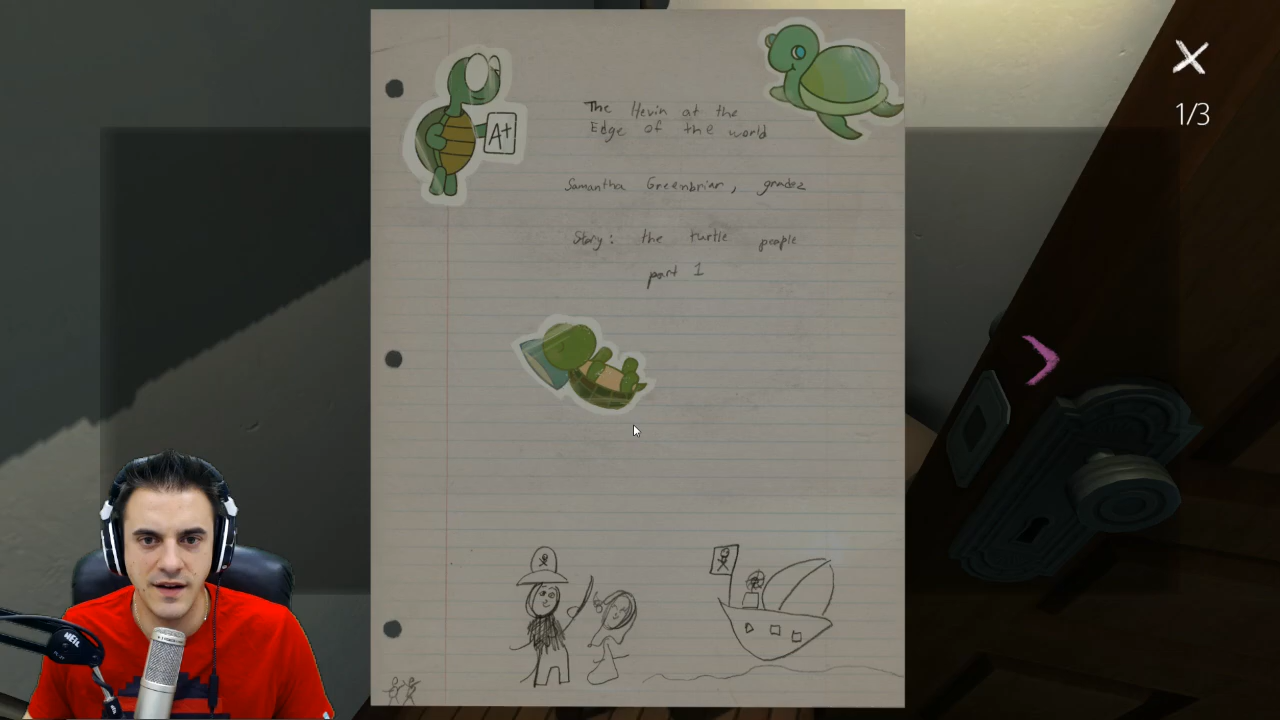 1/3
A+
The Hevin at the
Edge of the world
Samantha Greenbriar, grade2
Story: the turtle people
part 1
NEIL